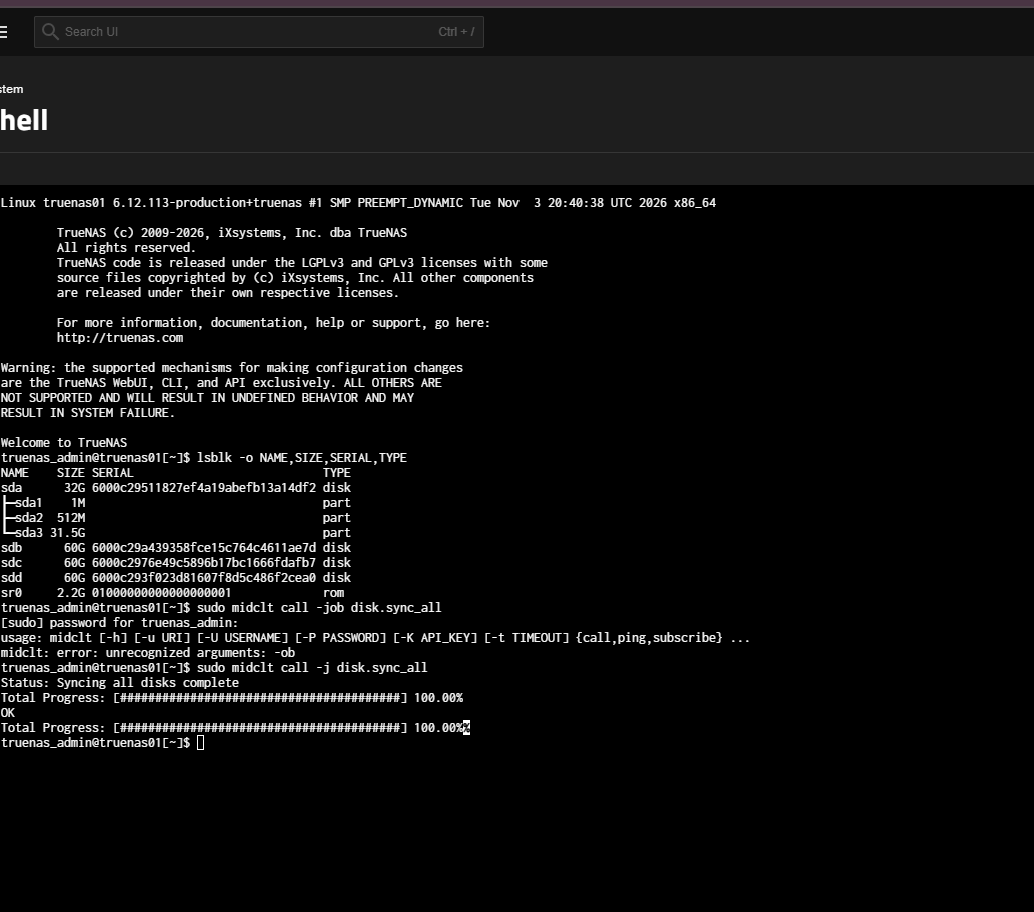 Search UI Ctrl + /
stem
hell
Linux truenas01 6.12.113-production+truenas #1 SMP PREEMPT_DYNAMIC Tue Nov  3 20:40:38 UTC 2026 x86_64
TrueNAS (c) 2009-2026, iXsystems, Inc. dba TrueNAS
All rights reserved.
TrueNAS code is released under the LGPLv3 and GPLv3 licenses with some
source files copyrighted by (c) iXsystems, Inc. All other components
are released under their own respective licenses.
For more information, documentation, help or support, go here:
http://truenas.com
Warning: the supported mechanisms for making configuration changes
are the TrueNAS WebUI, CLI, and API exclusively. ALL OTHERS ARE
NOT SUPPORTED AND WILL RESULT IN UNDEFINED BEHAVIOR AND MAY
RESULT IN SYSTEM FAILURE.
Welcome to TrueNAS
truenas_admin@truenas01[~]$ lsblk -o NAME,SIZE,SERIAL,TYPE
NAME    SIZE SERIAL                           TYPE
sda      32G 6000c29511827ef4a19abefb13a14df2 disk
├─sda1    1M                                  part
├─sda2  512M                                  part
└─sda3 31.5G                                  part
sdb      60G 6000c29a439358fce15c764c4611ae7d disk
sdc      60G 6000c2976e49c5896b17bc1666fdafb7 disk
sdd      60G 6000c293f023d81607f8d5c486f2cea0 disk
sr0     2.2G 01000000000000000001             rom
truenas_admin@truenas01[~]$ sudo midclt call -job disk.sync_all
[sudo] password for truenas_admin:
usage: midclt [-h] [-u URI] [-U USERNAME] [-P PASSWORD] [-K API_KEY] [-t TIMEOUT] {call,ping,subscribe} ...
midclt: error: unrecognized arguments: -ob
truenas_admin@truenas01[~]$ sudo midclt call -j disk.sync_all
Status: Syncing all disks complete
Total Progress: [########################################] 100.00%
OK
Total Progress: [########################################] 100.00%%
truenas_admin@truenas01[~]$